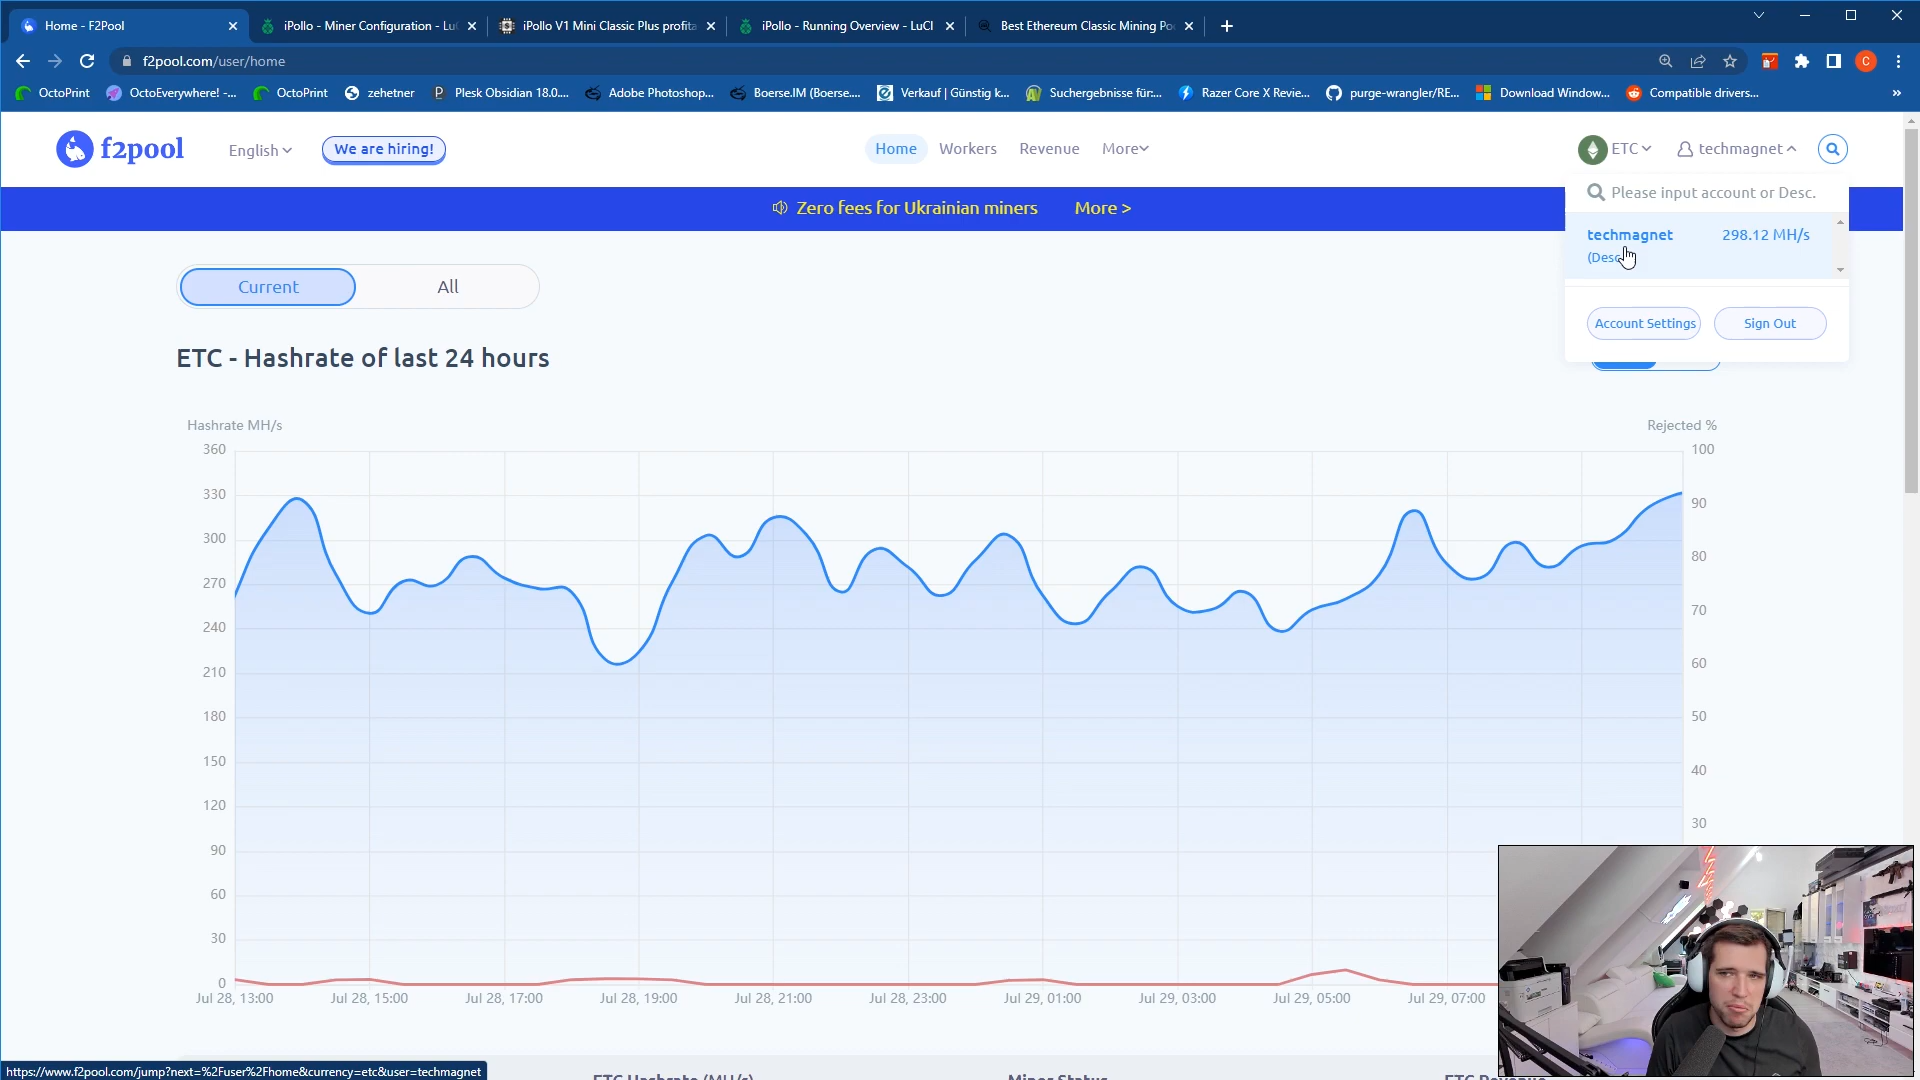 Home - F2Pool
iPollo - Miner Configuration - Lu
iPollo V1 Mini Classic Plus profita
iPollo - Running Overview - LuCI
Best Ethereum Classic Mining Po
f2pool.com/user/home
C
OctoPrint
OctoEverywhere! -...
OctoPrint
zehetner
Plesk Obsidian 18.0....
Adobe Photoshop...
Boerse.IM (Boerse....
Verkauf | Günstig k...
Suchergebnisse für:...
Razer Core X Revie...
purge-wrangler/RE...
Download Window...
Compatible drivers...
f2pool
English
We are hiring!
Home
Workers
Revenue
More
ETC
techmagnet
Zero fees for Ukrainian miners
More >
Please input account or Desc.
techmagnet
298.12 MH/s
(Desc
Account Settings
Sign Out
Current
All
ETC - Hashrate of last 24 hours
Hashrate MH/s
Rejected %
360
330
300
270
240
210
180
150
120
90
60
30
0
100
90
80
70
60
50
40
30
Jul 28, 13:00
Jul 28, 15:00
Jul 28, 17:00
Jul 28, 19:00
Jul 28, 21:00
Jul 28, 23:00
Jul 29, 01:00
Jul 29, 03:00
Jul 29, 05:00
Jul 29, 07:00
ETC Hashrate (MH/s)
Miner Status
ETC Revenue
https://www.f2pool.com/jump?next=%2Fuser%2Fhome&currency=etc&user=techmagnet